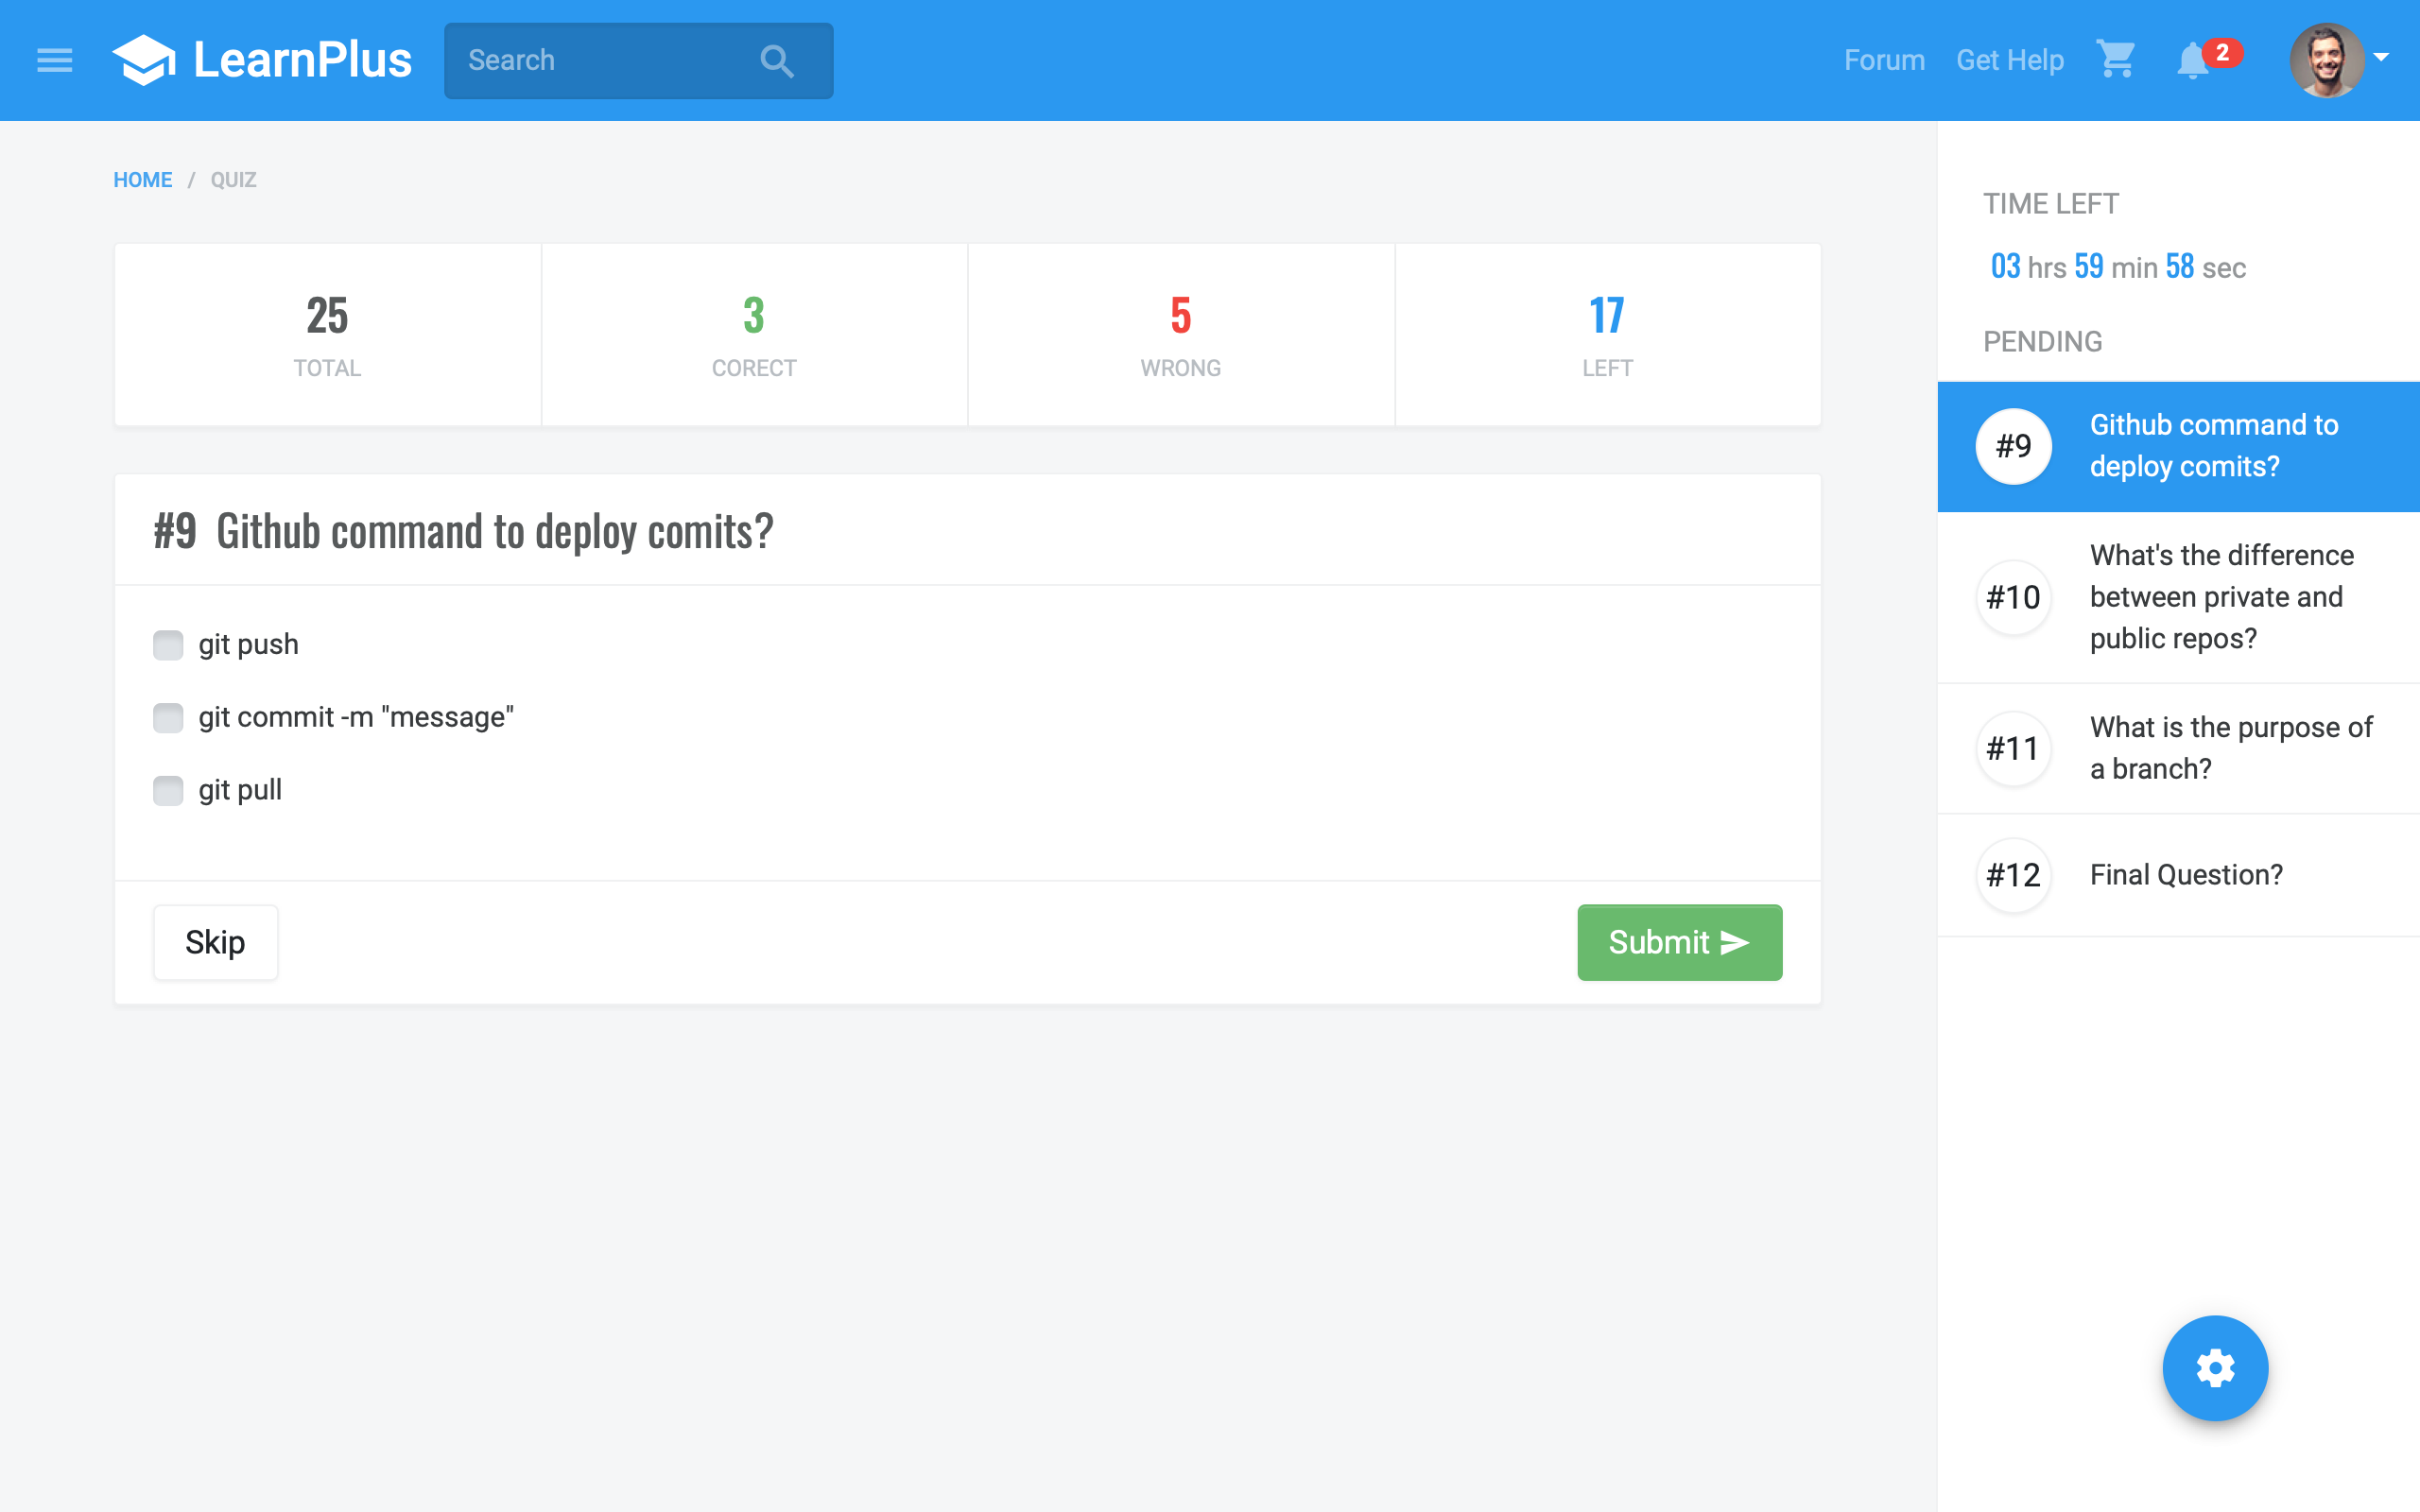 LearnPlus
Search
Forum
Get Help
2
HOME / QUIZ
25
TOTAL
3
CORECT
5
WRONG
17
LEFT
#9 Github command to deploy comits?
git push
git commit -m "message"
git pull
Skip
Submit
TIME LEFT
03 hrs 59 min 58 sec
PENDING
#9
Github command to
deploy comits?
#10
What's the difference
between private and
public repos?
#11
What is the purpose of
a branch?
#12
Final Question?